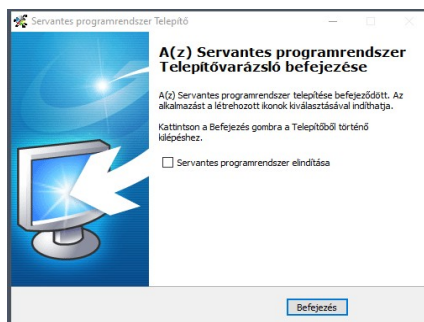 Servantes programrendszer Telepítő
A(z) Servantes programrendszer
Telepítővarázsló befejezése
A(z) Servantes programrendszer telepítése befejeződött. Az
alkalmazást a létrehozott ikonok kiválasztásával indíthatja.
Kattintson a Befejezés gombra a Telepítőből történő
kilépéshez.
Servantes programrendszer elindítása
Befejezés